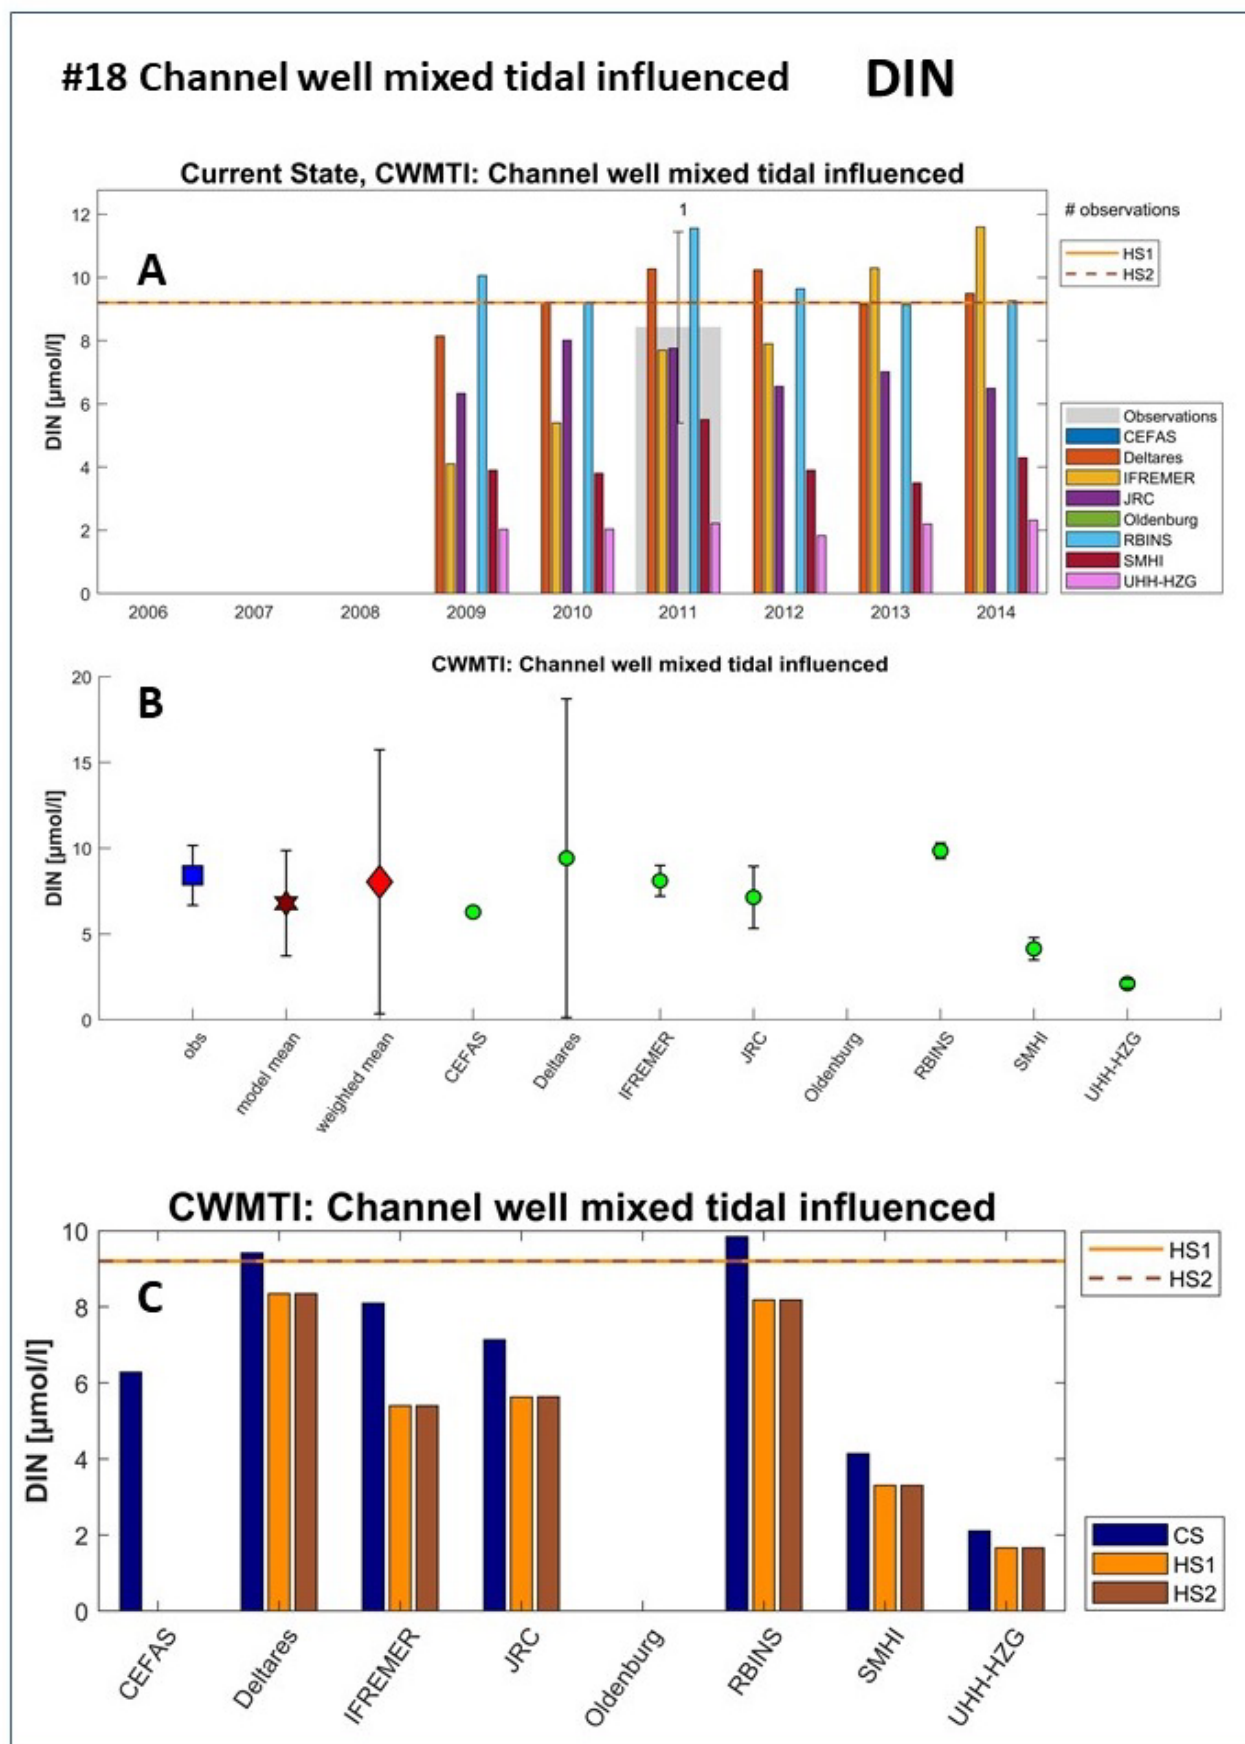 #18 Channel well mixed tidal influenced DIN
Current State, CWMTI: Channel well mixed tidal influenced
A
DIN [µmol/l]
12
10
8
6
4
2
0
1
2006 2007 2008 2009 2010 2011 2012 2013 2014
# observations
HS1
HS2
Observations
CEFAS
Deltares
IFREMER
JRC
Oldenburg
RBINS
SMHI
UHH-HZG
CWMTI: Channel well mixed tidal influenced
B
DIN [µmol/l]
20
15
10
5
0
obs model mean weighted mean CEFAS Deltares IFREMER JRC Oldenburg RBINS SMHI UHH-HZG
CWMTI: Channel well mixed tidal influenced
C
DIN [µmol/l]
10
8
6
4
2
0
CEFAS Deltares IFREMER JRC Oldenburg RBINS SMHI UHH-HZG
HS1
HS2
CS
HS1
HS2